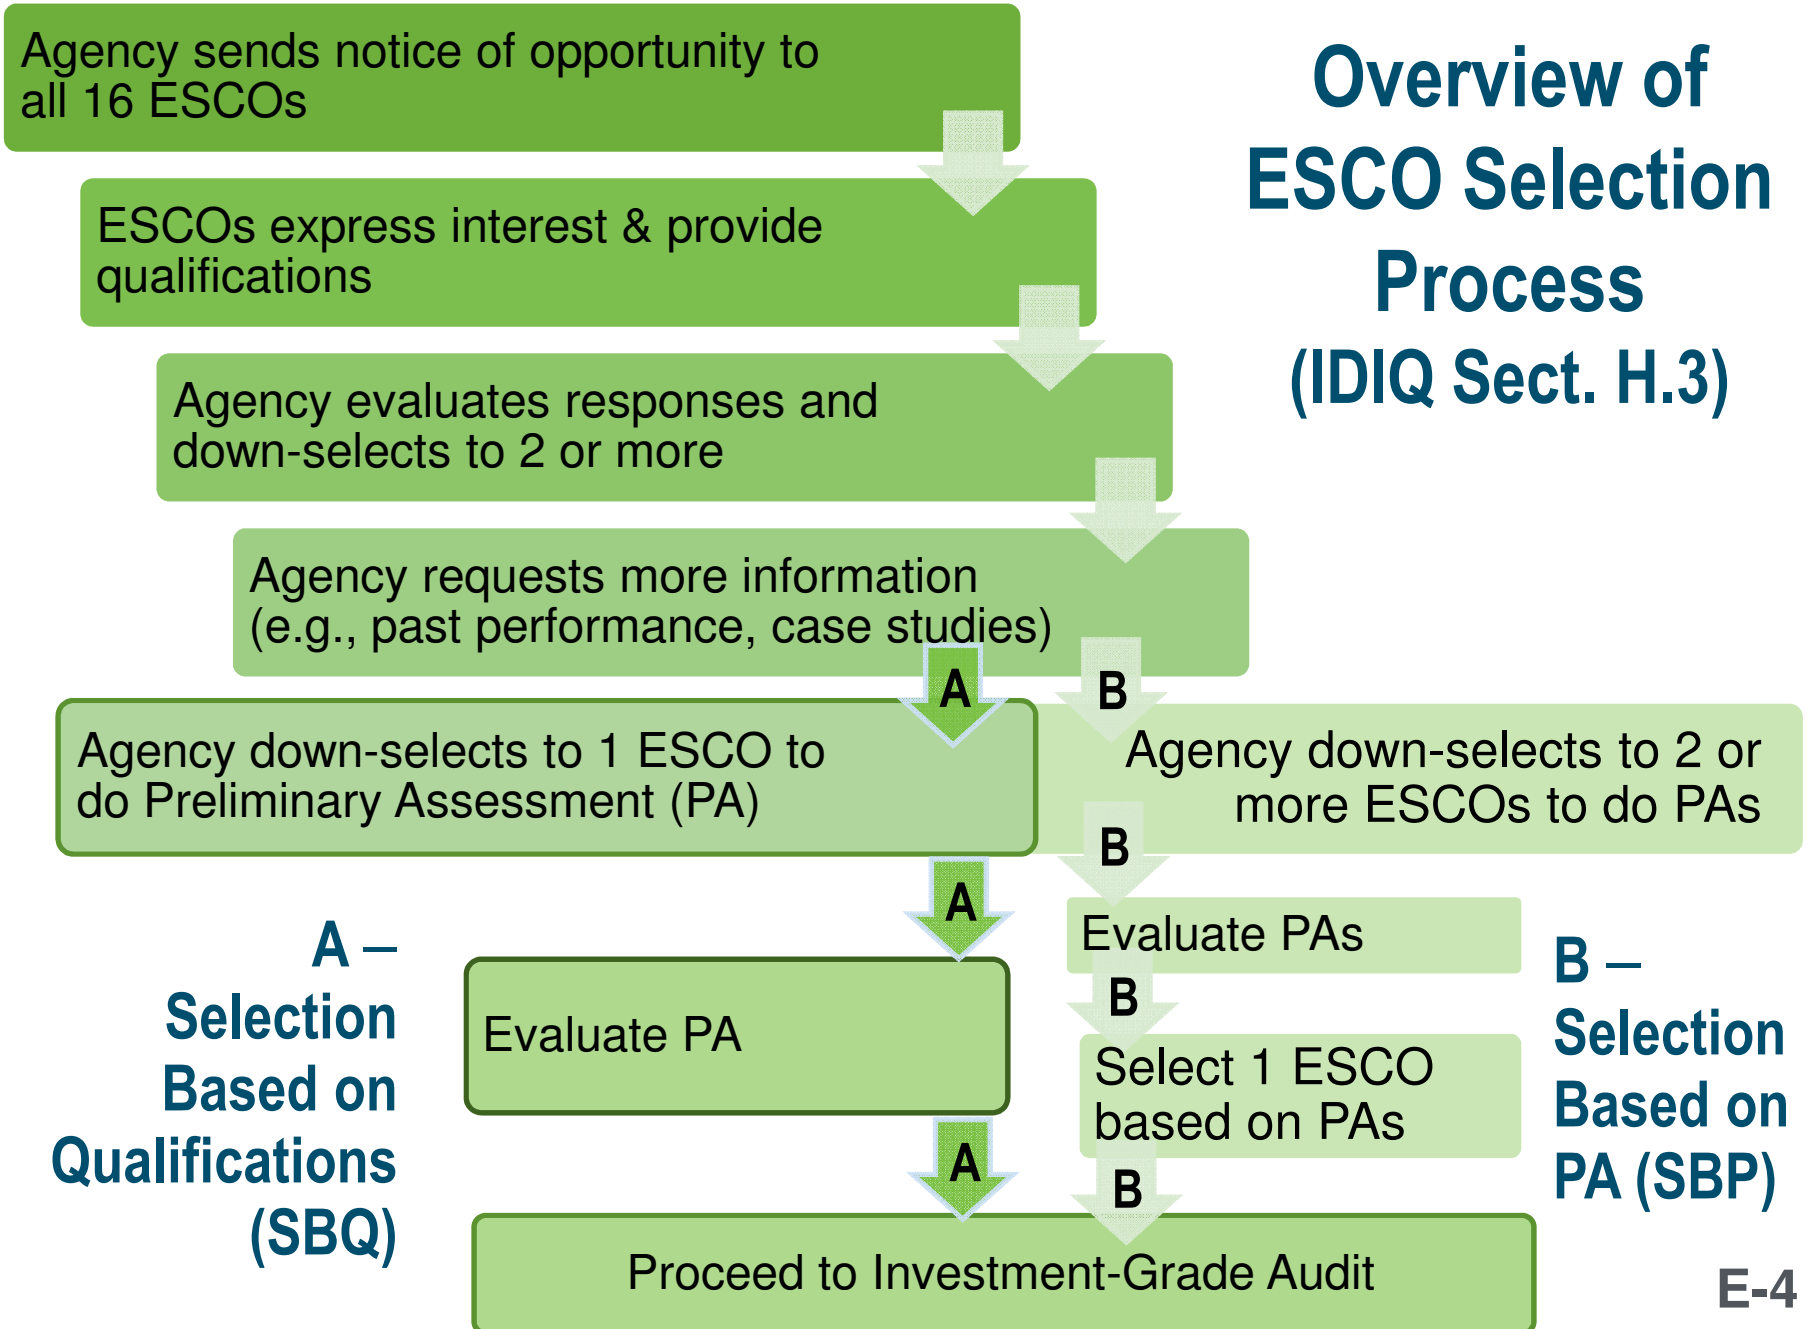 Agency sends notice of opportunity to
all 16 ESCOs
Overview of
ESCO Selection
Process
(IDIQ Sect. H.3)
ESCOs express interest & provide
qualifications
Agency evaluates responses and
down-selects to 2 or more
Agency requests more information
(e.g., past performance, case studies)
A
B
Agency down-selects to 1 ESCO to
do Preliminary Assessment (PA)
Agency down-selects to 2 or
more ESCOs to do PAs
A
B
A –
Selection
Based on
Qualifications
(SBQ)
Evaluate PA
Evaluate PAs
B
Select 1 ESCO
based on PAs
B –
Selection
Based on
PA (SBP)
A
B
Proceed to Investment-Grade Audit
E-4